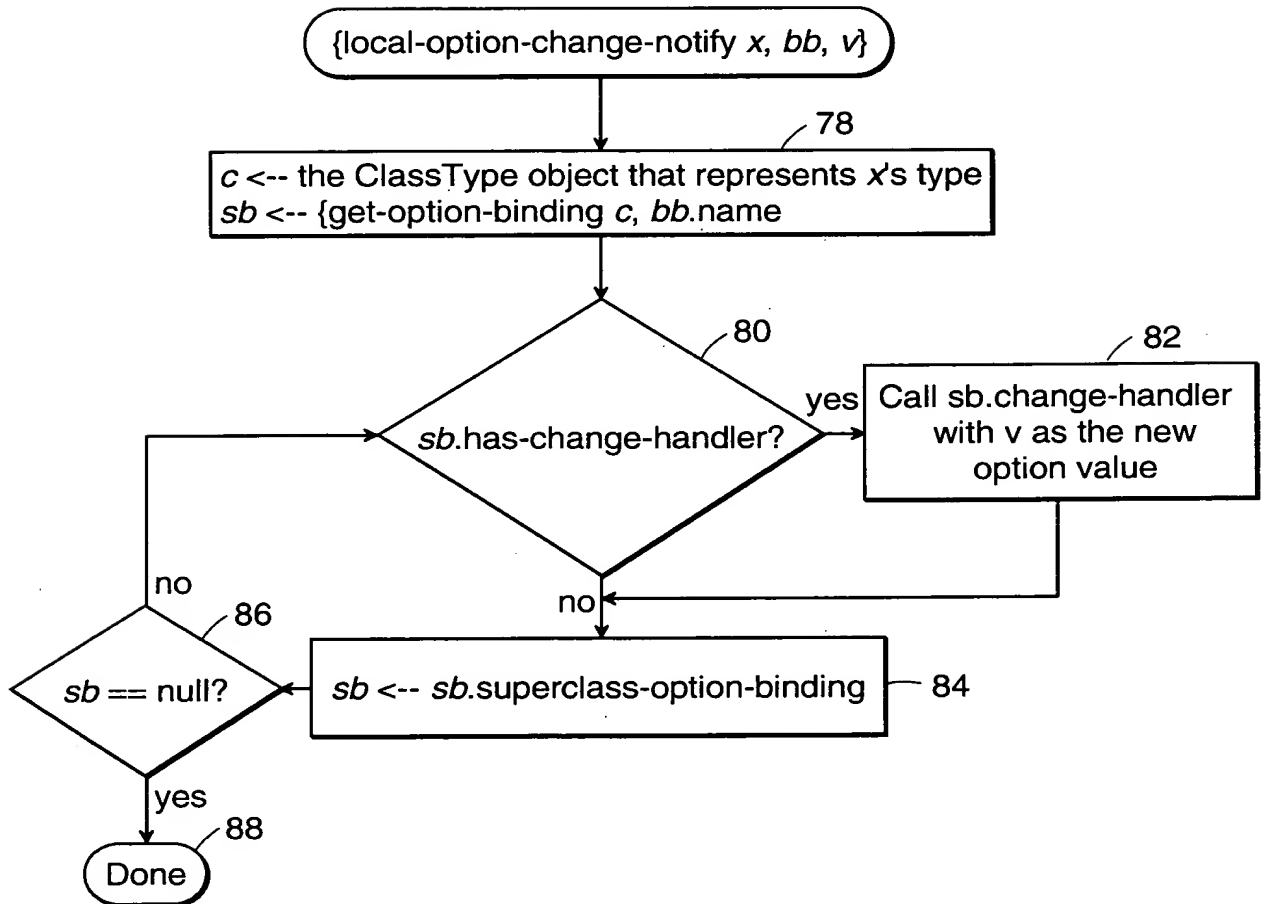 {local-option-change-notify x, bb, v}
78
c <-- the ClassType object that represents x's type
sb <-- {get-option-binding c, bb.name
80
sb.has-change-handler?
yes
82
Call sb.change-handler
with v as the new
option value
no
no
86
sb == null?
sb <-- sb.superclass-option-binding
84
yes
88
Done